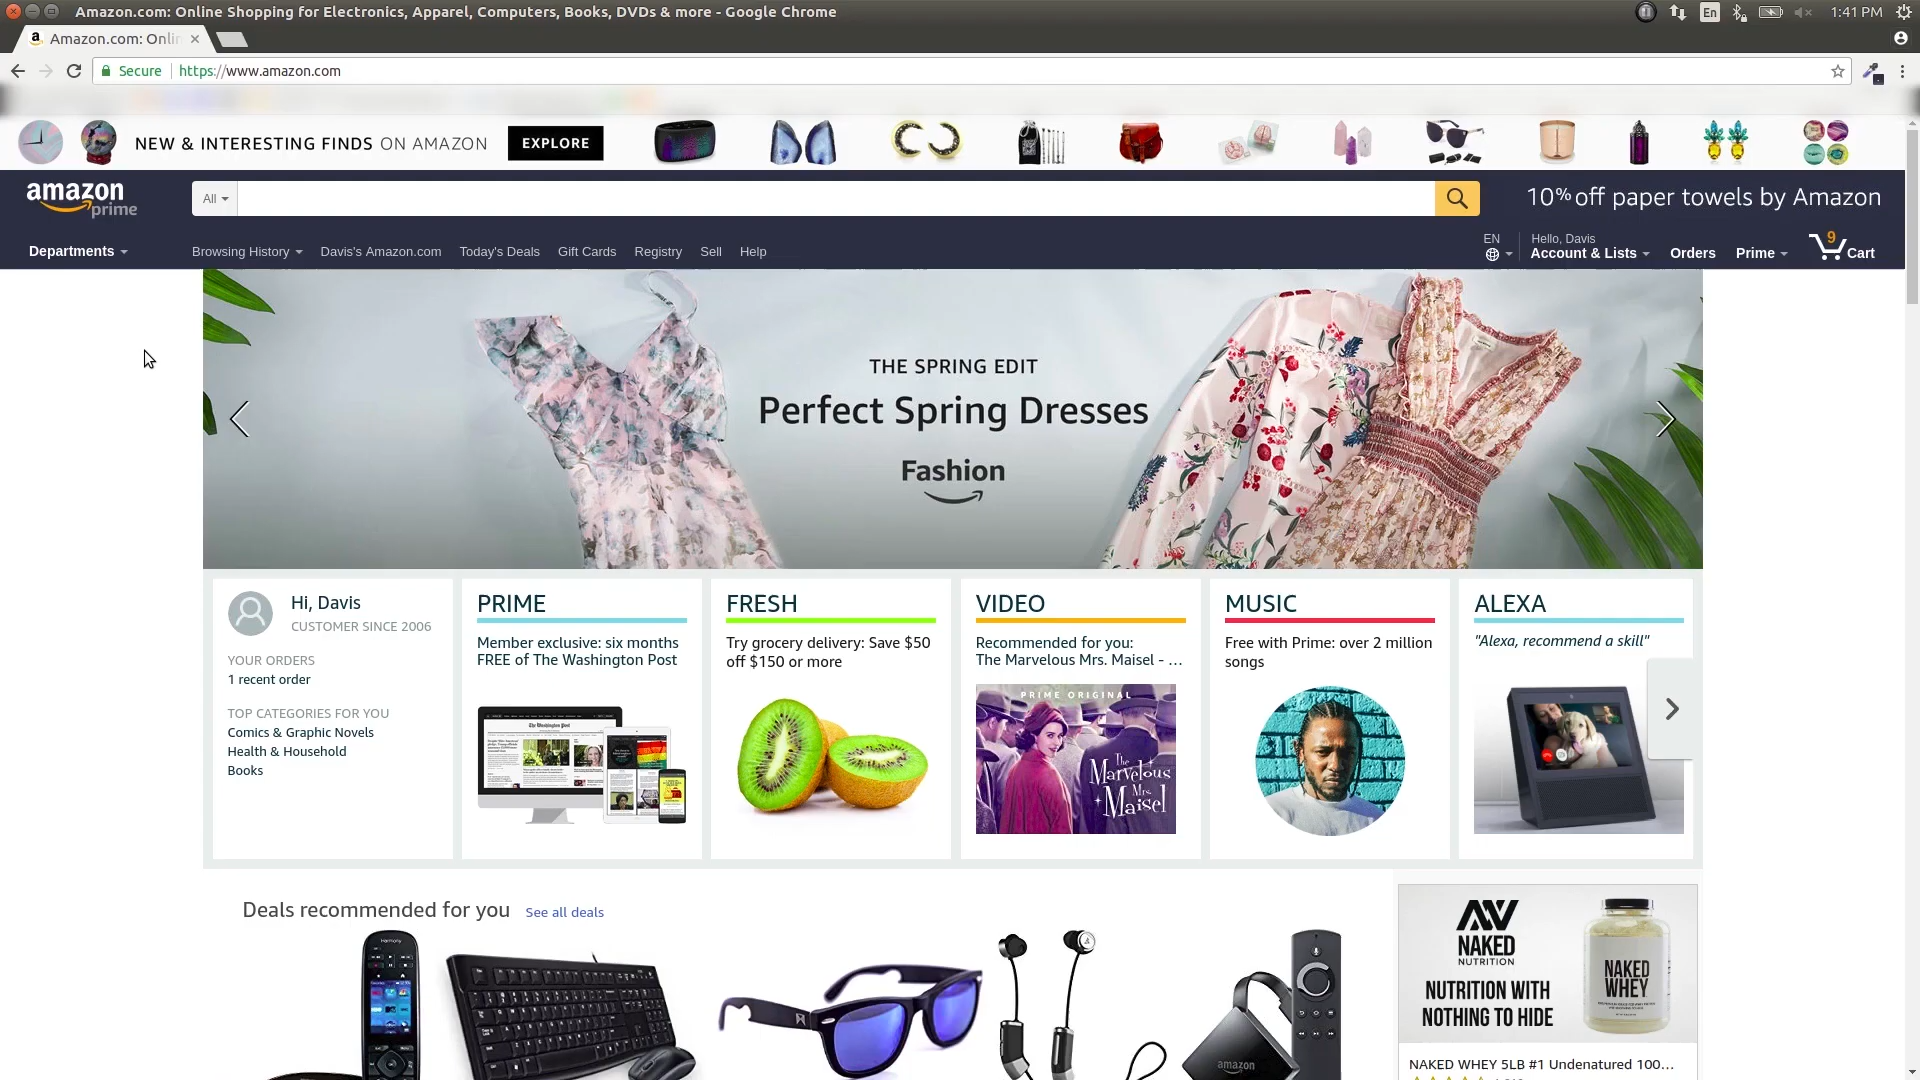 Amazon.com: Online Shopping for Electronics, Apparel, Computers, Books, DVDs & more - Google Chrome
En
1:41 PM
Amazon.com: Onli
Secure
https://www.amazon.com
NEW & INTERESTING FINDS ON AMAZON
EXPLORE
amazon prime
All
10% off paper towels by Amazon
Departments
Browsing History
Davis's Amazon.com
Today's Deals
Gift Cards
Registry
Sell
Help
EN
Hello, Davis
Account & Lists
Orders
Prime
9
Cart
THE SPRING EDIT
Perfect Spring Dresses
Fashion
Hi, Davis
CUSTOMER SINCE 2006
YOUR ORDERS
1 recent order
TOP CATEGORIES FOR YOU
Comics & Graphic Novels
Health & Household
Books
PRIME
Member exclusive: six months
FREE of The Washington Post
FRESH
Try grocery delivery: Save $50
off $150 or more
VIDEO
Recommended for you:
The Marvelous Mrs. Maisel - ...
PRIME ORIGINAL
The
Marvelous
Mrs.
Maisel
MUSIC
Free with Prime: over 2 million
songs
ALEXA
"Alexa, recommend a skill"
Deals recommended for you
See all deals
Harmony
amazon
NAKED
NUTRITION
NUTRITION WITH
NOTHING TO HIDE
NAKED
WHEY
NAKED WHEY 5LB #1 Undenatured 100...